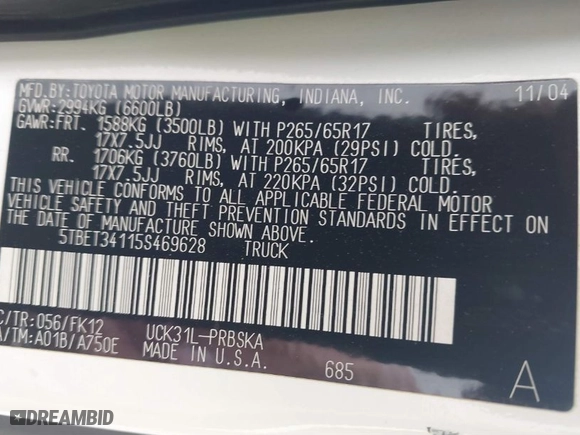 MFD.BY:TOYOTA MOTOR MANUFACTURING, INDIANA, INC. 11/04
GVWR:2994KG (6600LB)
GAWR:FRT. 1588KG (3500LB) WITH P265/65R17 TIRES,
17X7.5JJ RIMS, AT 200KPA (29PSI) COLD.
RR. 1706KG (3760LB) WITH P265/65R17 TIRES,
17X7.5JJ RIMS, AT 220KPA (32PSI) COLD.
THIS VEHICLE CONFORMS TO ALL APPLICABLE FEDERAL MOTOR
VEHICLE SAFETY AND THEFT PREVENTION STANDARDS IN EFFECT ON
THE DATE OF MANUFACTURE SHOWN ABOVE.
5TBET34115S469628 TRUCK
C/TR:056/FK12 UCK31L-PRBSKA
A/TM:A01B/A750E MADE IN U.S.A. 685 A
DREAMBID